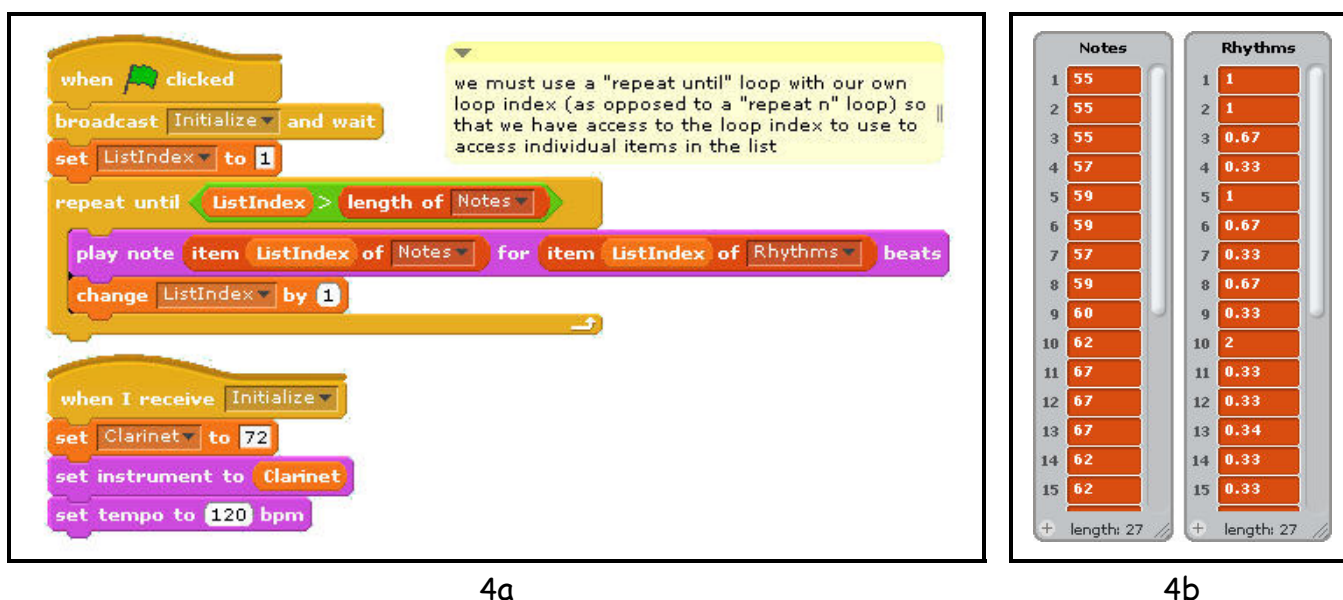 when clicked
broadcast Initialize and wait
set ListIndex to 1
repeat until ListIndex > length of Notes
play note item ListIndex of Notes for item ListIndex of Rhythms beats
change ListIndex by 1
we must use a "repeat until" loop with our own
loop index (as opposed to a "repeat n" loop) so
that we have access to the loop index to use to
access individual items in the list
when I receive Initialize
set Clarinet to 72
set instrument to Clarinet
set tempo to 120 bpm
4a
Notes
1 55
2 55
3 55
4 57
5 59
6 59
7 57
8 59
9 60
10 62
11 67
12 67
13 67
14 62
15 62
+ length: 27
Rhythms
1 1
2 1
3 0.67
4 0.33
5 1
6 0.67
7 0.33
8 0.67
9 0.33
10 2
11 0.33
12 0.33
13 0.34
14 0.33
15 0.33
+ length: 27
4b